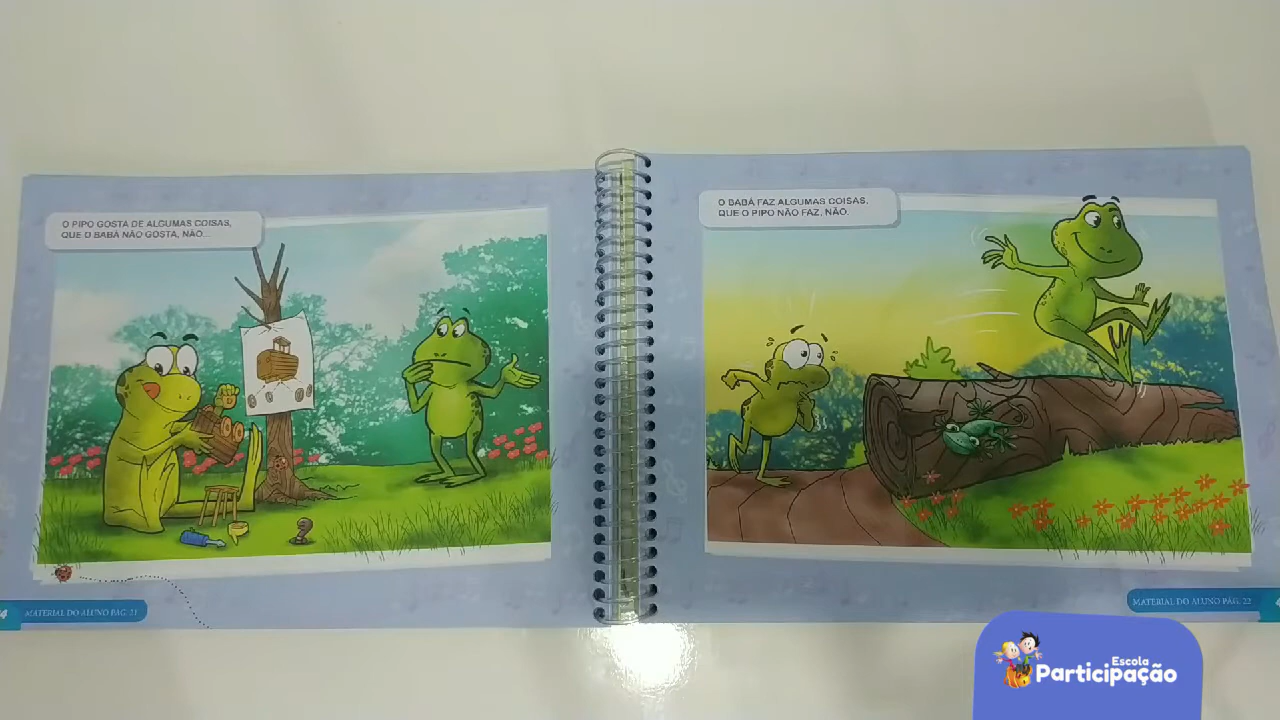 O PIPO GOSTA DE ALGUMAS COISAS,
QUE O BABÁ NÃO GOSTA, NÃO...
MATERIAL DO ALUNO PÁG. 21
O BABÁ FAZ ALGUMAS COISAS,
QUE O PIPO NÃO FAZ, NÃO.
MATERIAL DO ALUNO PÁG. 22
Escola
Participação